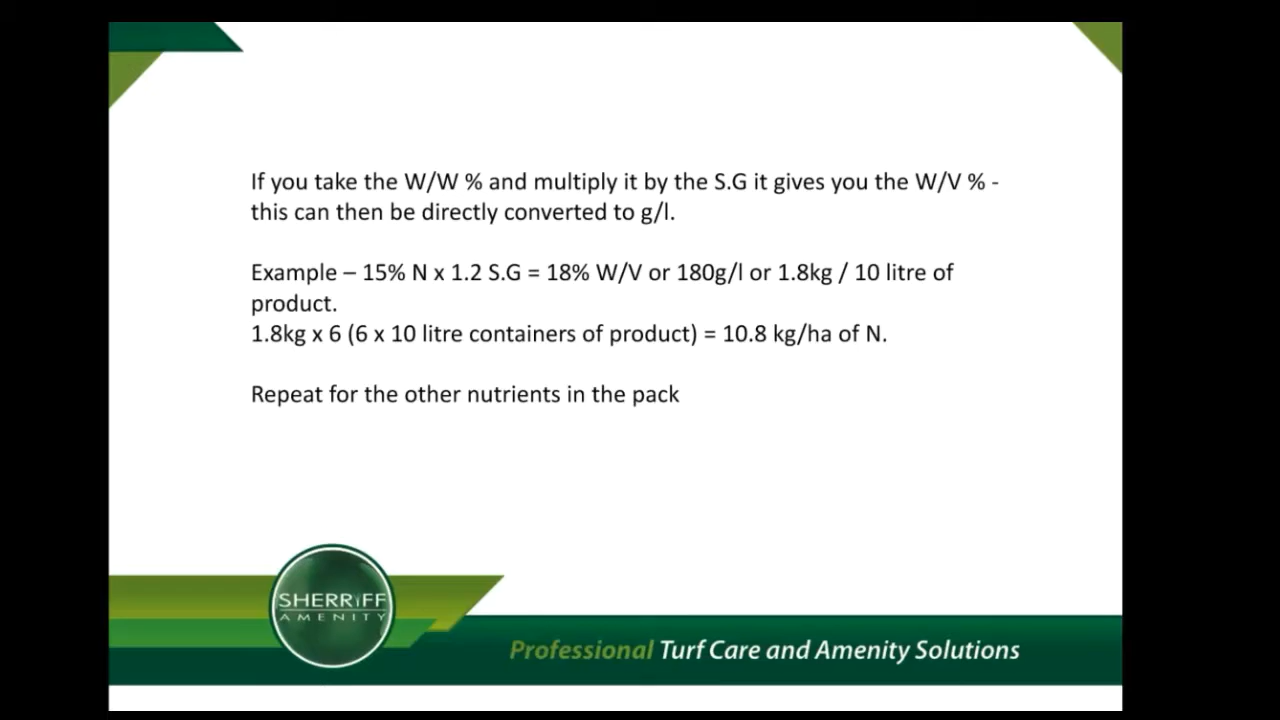 If you take the W/W % and multiply it by the S.G it gives you the W/V % -
this can then be directly converted to g/l.
Example – 15% N x 1.2 S.G = 18% W/V or 180g/l or 1.8kg / 10 litre of
product.
1.8kg x 6 (6 x 10 litre containers of product) = 10.8 kg/ha of N.
Repeat for the other nutrients in the pack
SHERRiFF
AMENITY
Professional Turf Care and Amenity Solutions